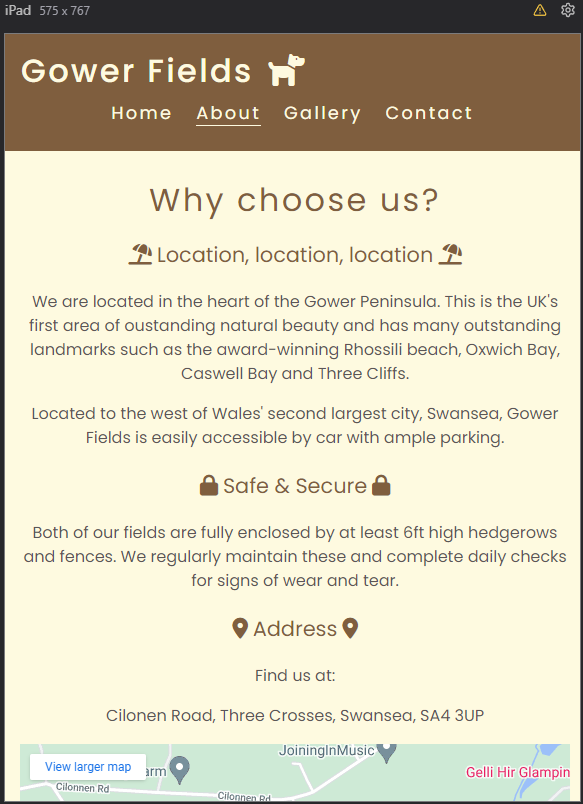 iPad 575 x 767
Gower Fields
Home About Gallery Contact
Why choose us?
Location, location, location
We are located in the heart of the Gower Peninsula. This is the UK's
first area of oustanding natural beauty and has many outstanding
landmarks such as the award-winning Rhossili beach, Oxwich Bay,
Caswell Bay and Three Cliffs.
Located to the west of Wales' second largest city, Swansea, Gower
Fields is easily accessible by car with ample parking.
Safe & Secure
Both of our fields are fully enclosed by at least 6ft high hedgerows
and fences. We regularly maintain these and complete daily checks
for signs of wear and tear.
Address
Find us at:
Cilonen Road, Three Crosses, Swansea, SA4 3UP
JoiningInMusic
View larger map arm Gelli Hir Glampin
Cilonnen Rd
Cilonnen Rd